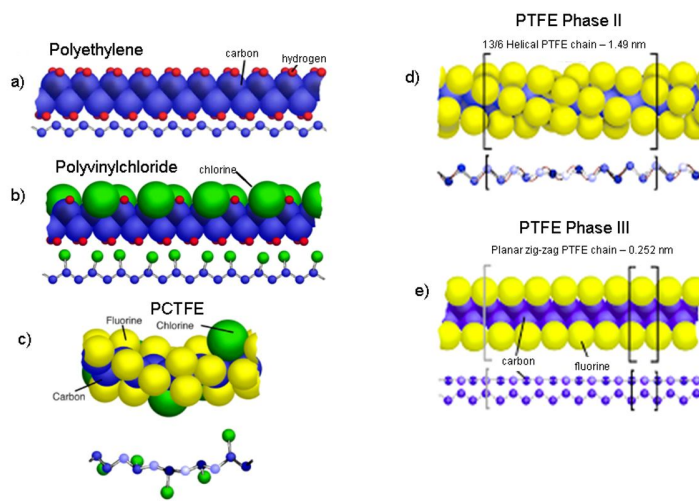 Polyethylene
carbon
hydrogen
a)
Polyvinylchloride
chlorine
b)
PCTFE
Fluorine
Chlorine
c)
Carbon
PTFE Phase II
13/6 Helical PTFE chain – 1.49 nm
d)
PTFE Phase III
Planar zig-zag PTFE chain – 0.252 nm
e)
carbon
fluorine